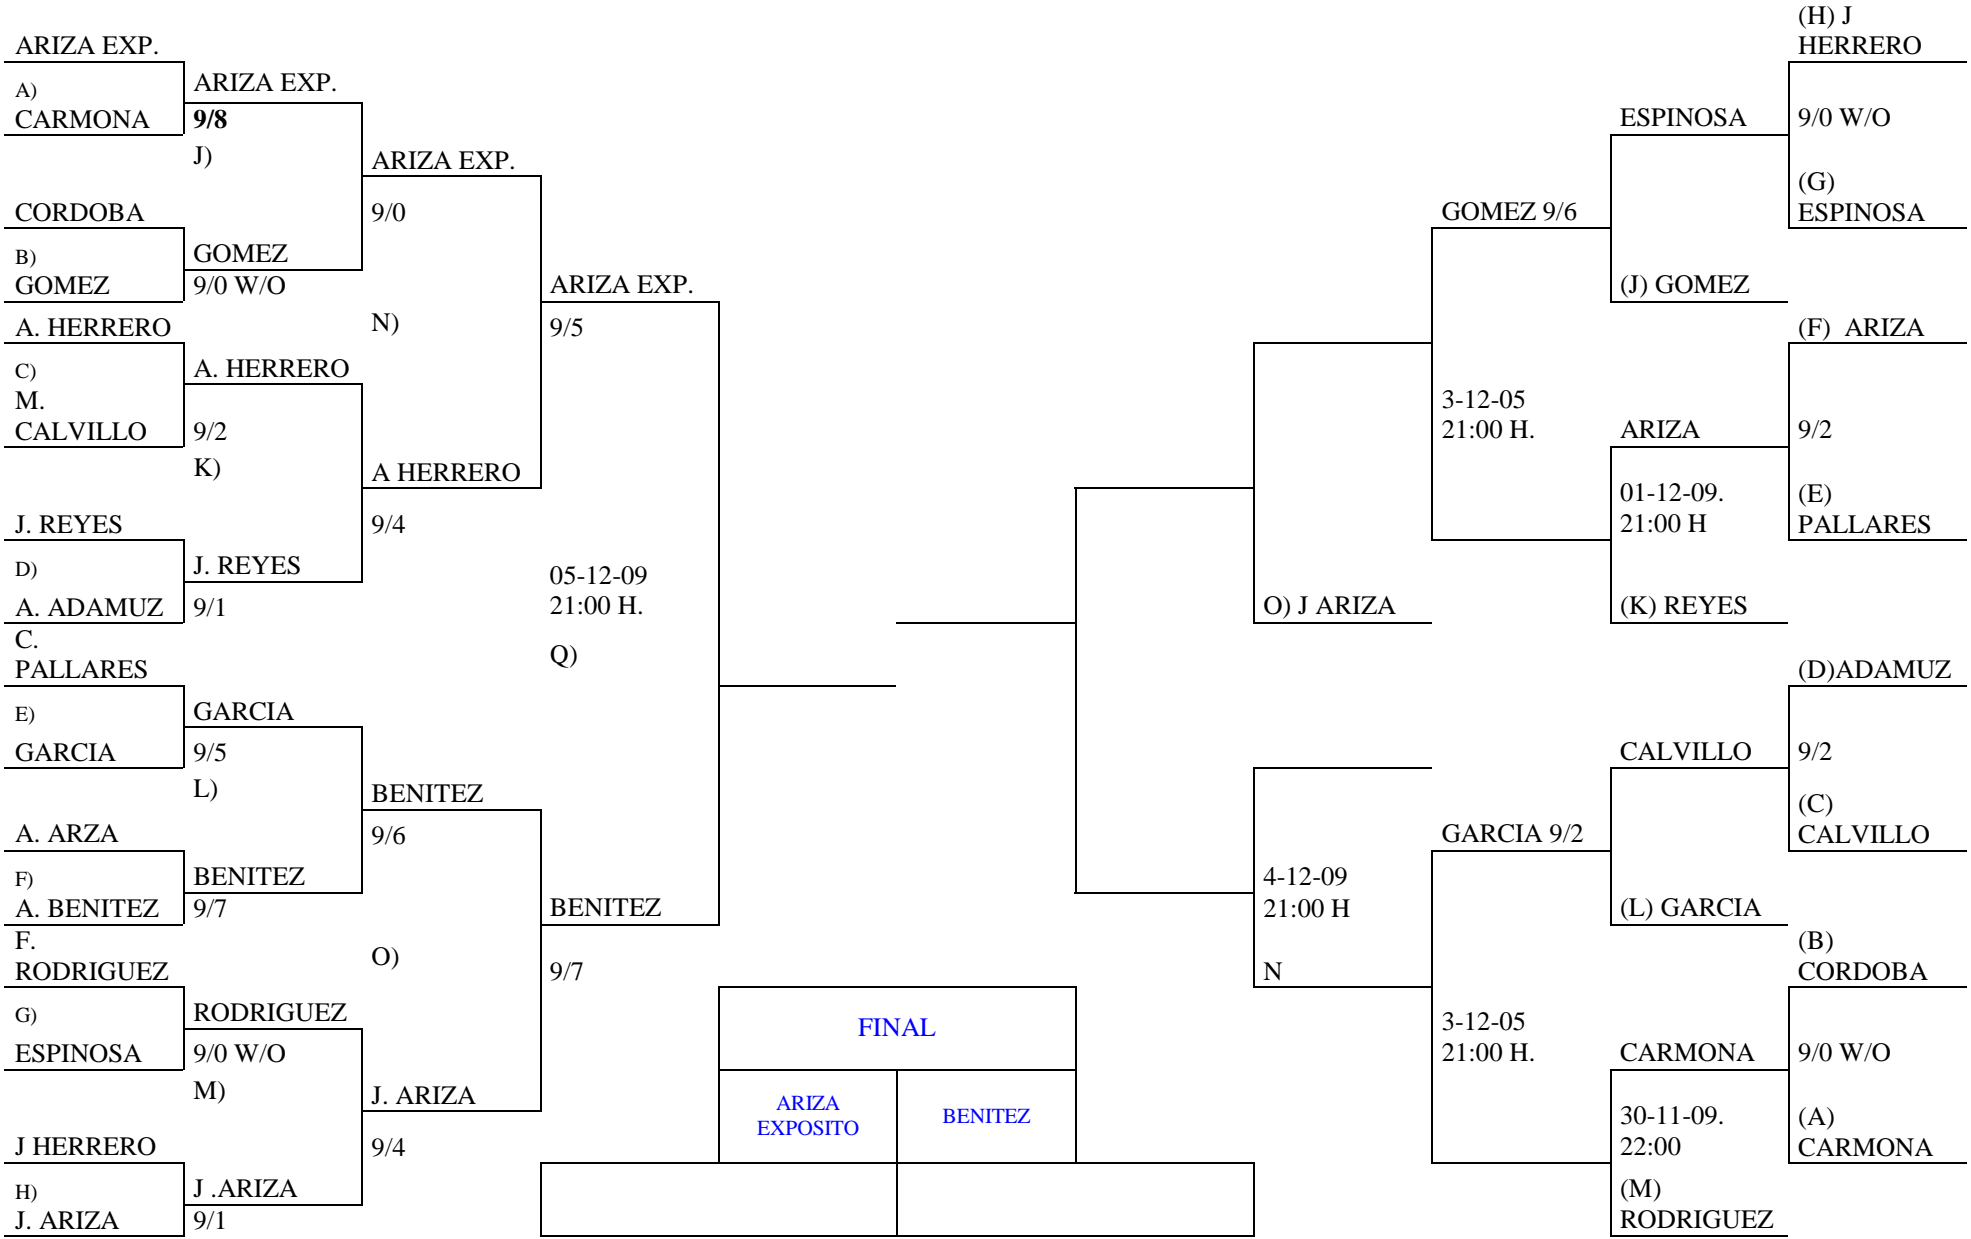 ARIZA EXP.
A)
CARMONA
CORDOBA
B)
GOMEZ
A. HERRERO
C)
M.
CALVILLO
J. REYES
D)
A. ADAMUZ
C.
PALLARES
E)
GARCIA
A. ARZA
F)
A. BENITEZ
F.
RODRIGUEZ
G)
ESPINOSA
J HERRERO
H)
J. ARIZA
ARIZA EXP.
9/8
J)
GOMEZ
9/0 W/O
A. HERRERO
9/2
K)
J. REYES
9/1
GARCIA
9/5
L)
BENITEZ
9/7
RODRIGUEZ
9/0 W/O
M)
J .ARIZA
9/1
ARIZA EXP.
9/0
N)
A HERRERO
9/4
BENITEZ
9/6
O)
J. ARIZA
9/4
ARIZA EXP.
9/5
05-12-09
21:00 H.
Q)
BENITEZ
9/7
FINAL
ARIZA
EXPOSITO
BENITEZ
O) J ARIZA
4-12-09
21:00 H
N
GOMEZ 9/6
3-12-05
21:00 H.
GARCIA 9/2
3-12-05
21:00 H.
ESPINOSA
(J) GOMEZ
ARIZA
01-12-09.
21:00 H
(K) REYES
CALVILLO
(L) GARCIA
CARMONA
30-11-09.
22:00
(M)
RODRIGUEZ
(H) J
HERRERO
9/0 W/O
(G)
ESPINOSA
(F) ARIZA
9/2
(E)
PALLARES
(D)ADAMUZ
9/2
(C)
CALVILLO
(B)
CORDOBA
9/0 W/O
(A)
CARMONA